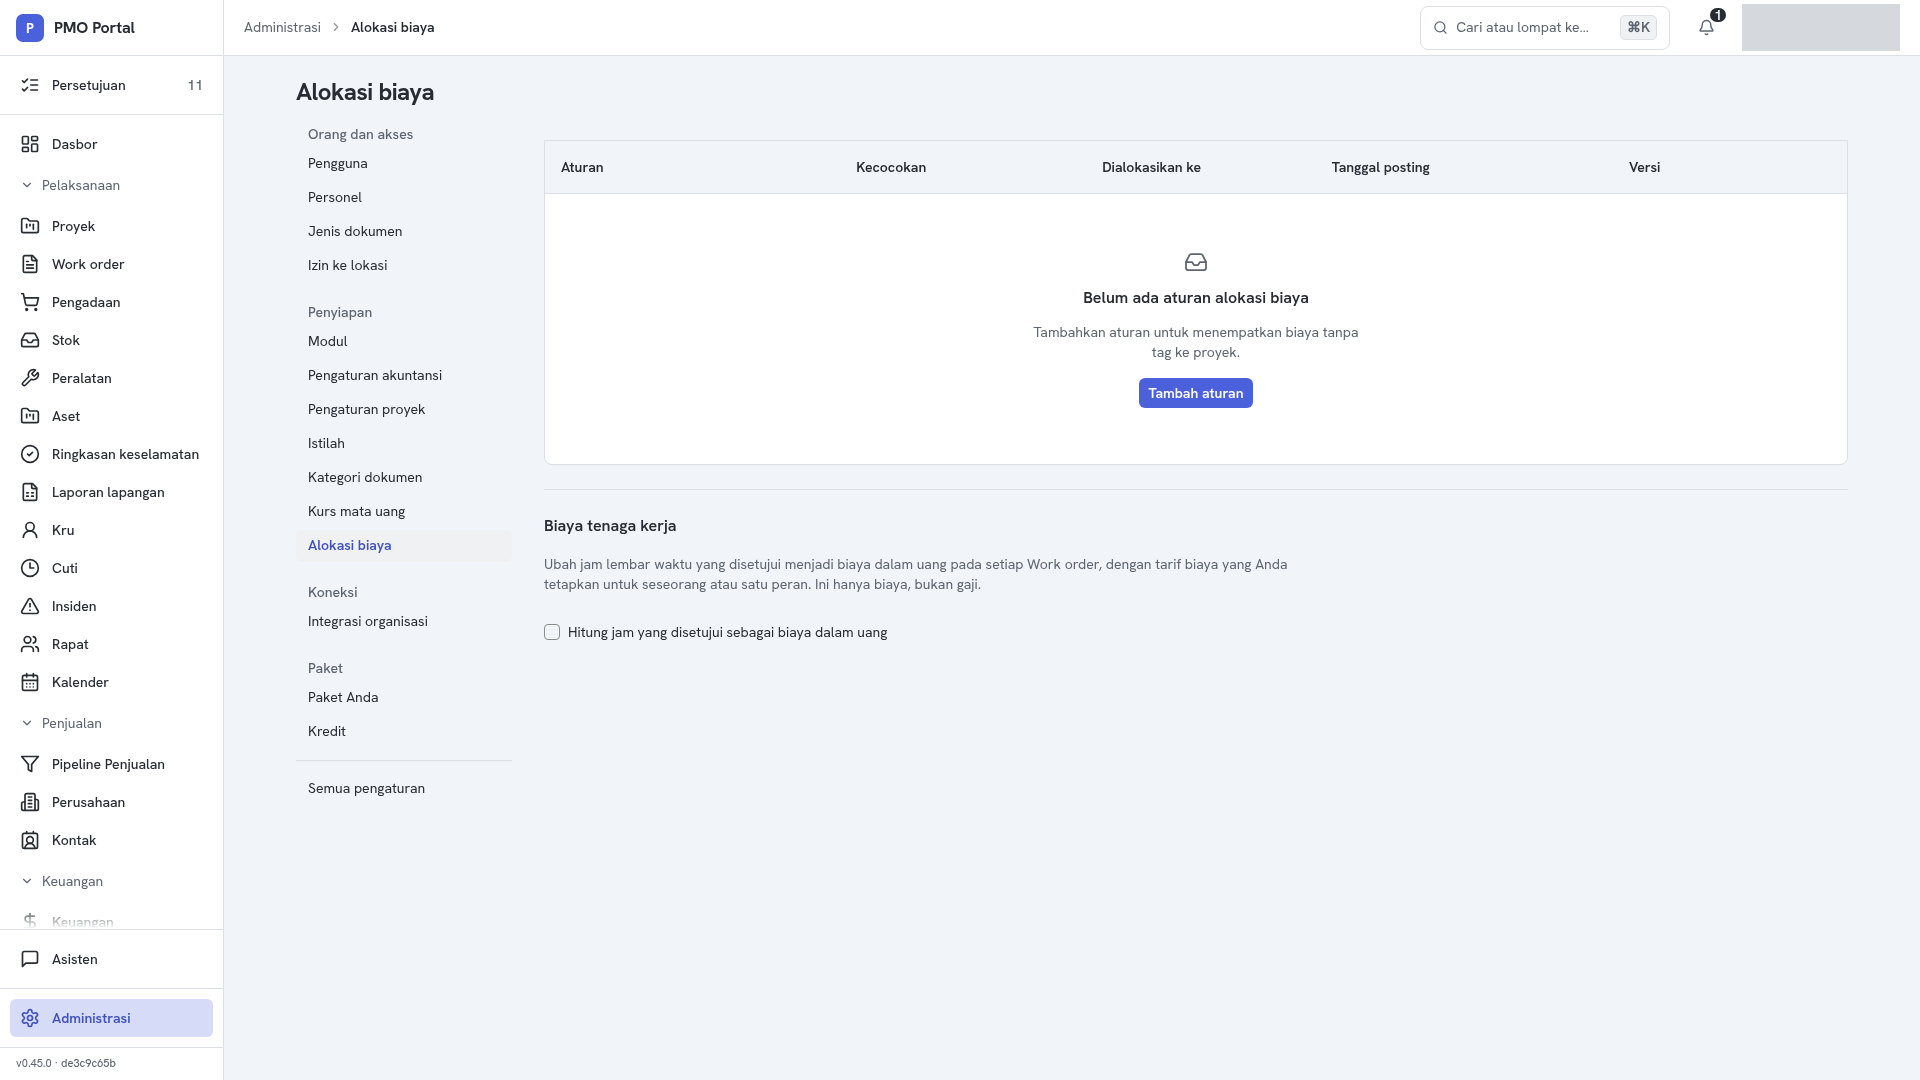 P PMO Portal
Administrasi > Alokasi biaya
Cari atau lompat ke... ⌘K
1
Persetujuan 11
Dasbor
Pelaksanaan
Proyek
Work order
Pengadaan
Stok
Peralatan
Aset
Ringkasan keselamatan
Laporan lapangan
Kru
Cuti
Insiden
Rapat
Kalender
Penjualan
Pipeline Penjualan
Perusahaan
Kontak
Keuangan
Keuangan
Asisten
Administrasi
v0.45.0 · de3c9c65b
Alokasi biaya
Orang dan akses
Pengguna
Personel
Jenis dokumen
Izin ke lokasi
Penyiapan
Modul
Pengaturan akuntansi
Pengaturan proyek
Istilah
Kategori dokumen
Kurs mata uang
Alokasi biaya
Koneksi
Integrasi organisasi
Paket
Paket Anda
Kredit
Semua pengaturan
Aturan Kecocokan Dialokasikan ke Tanggal posting Versi
Belum ada aturan alokasi biaya
Tambahkan aturan untuk menempatkan biaya tanpa
tag ke proyek.
Tambah aturan
Biaya tenaga kerja
Ubah jam lembar waktu yang disetujui menjadi biaya dalam uang pada setiap Work order, dengan tarif biaya yang Anda
tetapkan untuk seseorang atau satu peran. Ini hanya biaya, bukan gaji.
Hitung jam yang disetujui sebagai biaya dalam uang